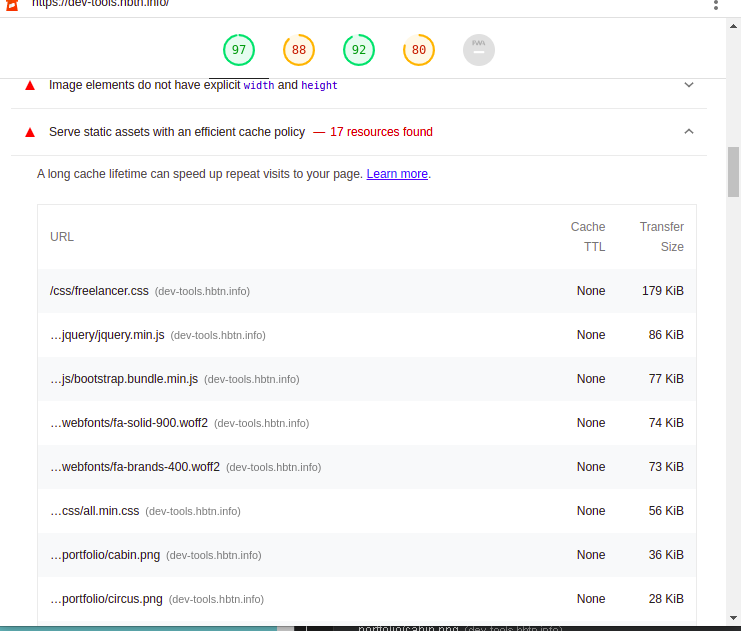 https://dev-tools.hbtn.info/
97 88 92 80 PWA
Image elements do not have explicit width and height
Serve static assets with an efficient cache policy — 17 resources found
A long cache lifetime can speed up repeat visits to your page. Learn more.
URL Cache TTL Transfer Size
/css/freelancer.css (dev-tools.hbtn.info) None 179 KiB
…jquery/jquery.min.js (dev-tools.hbtn.info) None 86 KiB
…js/bootstrap.bundle.min.js (dev-tools.hbtn.info) None 77 KiB
…webfonts/fa-solid-900.woff2 (dev-tools.hbtn.info) None 74 KiB
…webfonts/fa-brands-400.woff2 (dev-tools.hbtn.info) None 73 KiB
…css/all.min.css (dev-tools.hbtn.info) None 56 KiB
…portfolio/cabin.png (dev-tools.hbtn.info) None 36 KiB
…portfolio/circus.png (dev-tools.hbtn.info) None 28 KiB
portfolio/cabin.png (dev-tools.hbtn.info)